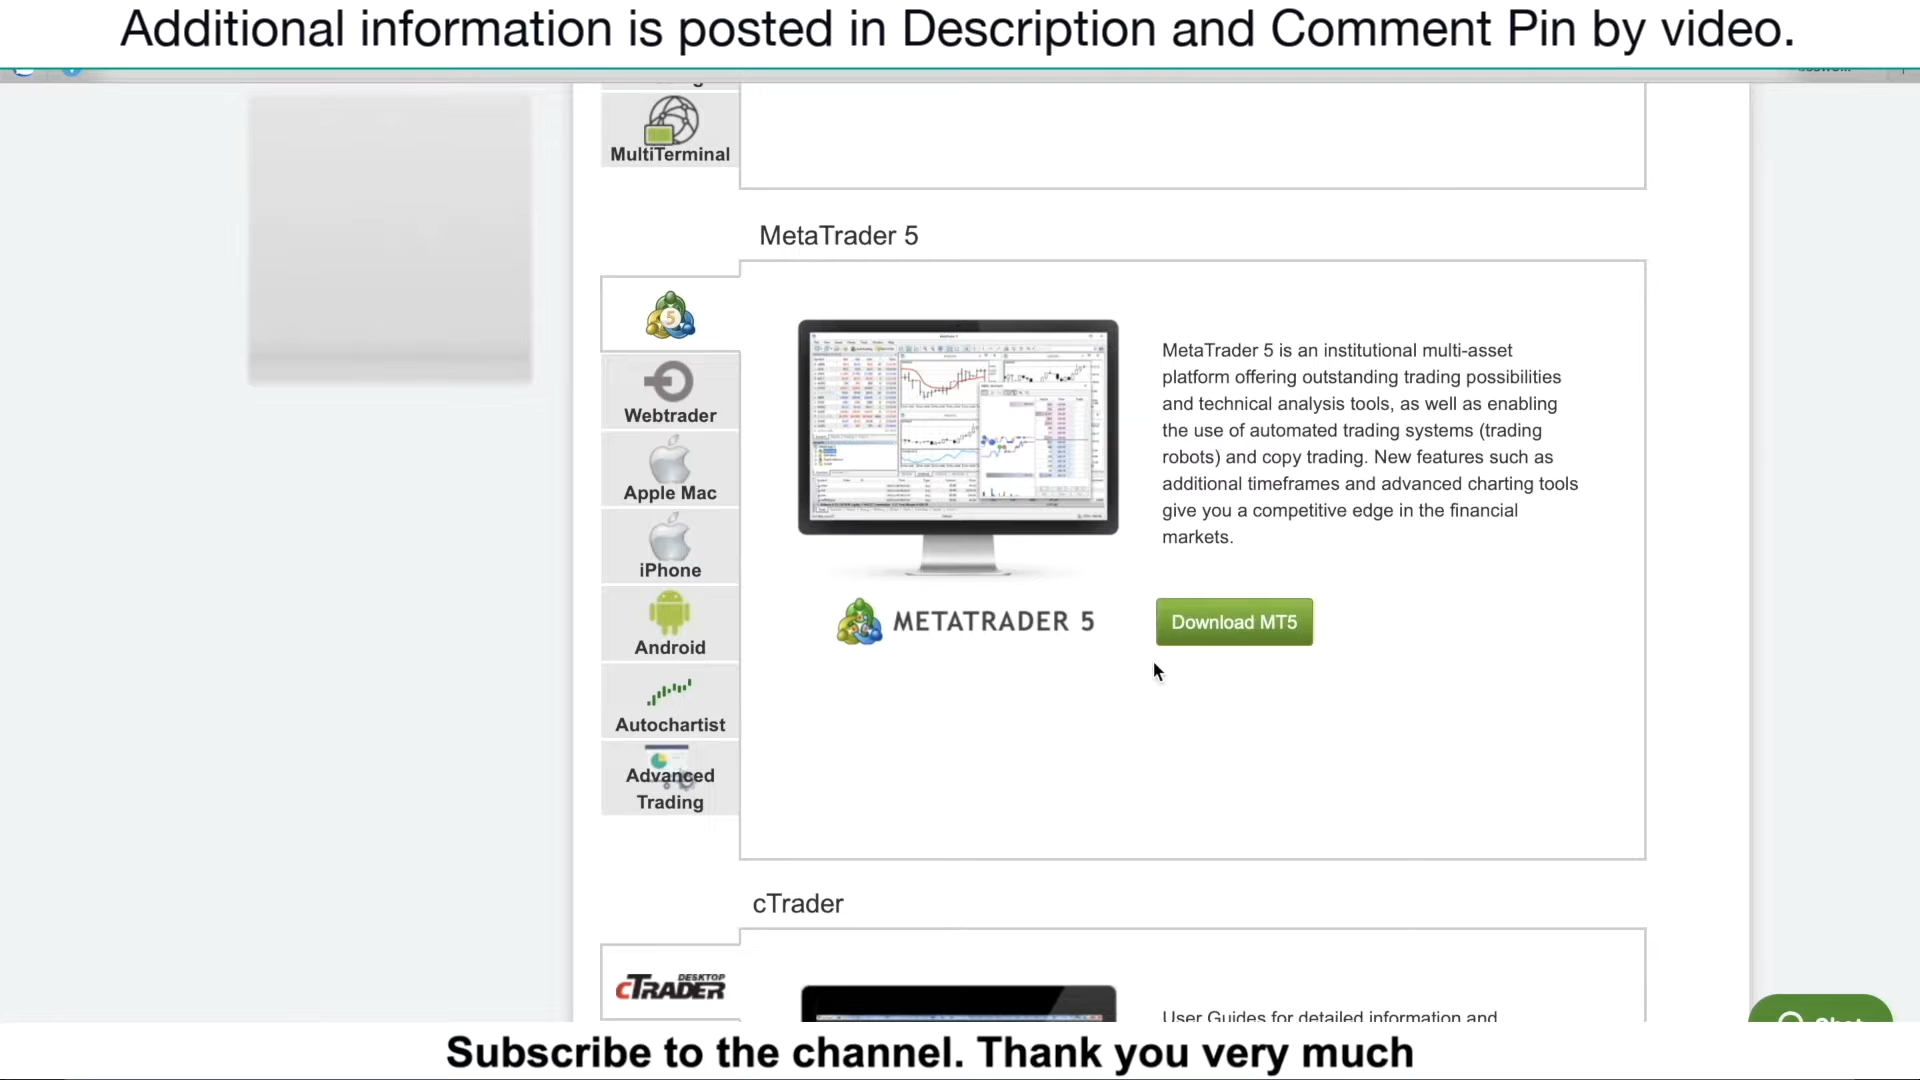 Additional information is posted in Description and Comment Pin by video.
MultiTerminal
MetaTrader 5
5
Webtrader
Apple Mac
iPhone
Android
Autochartist
Advanced
Trading
MetaTrader 5 is an institutional multi-asset
platform offering outstanding trading possibilities
and technical analysis tools, as well as enabling
the use of automated trading systems (trading
robots) and copy trading. New features such as
additional timeframes and advanced charting tools
give you a competitive edge in the financial
markets.
METATRADER 5
Download MT5
cTrader
DESKTOP
cTRADER
User Guides for detailed information and
Chat
Subscribe to the channel. Thank you very much